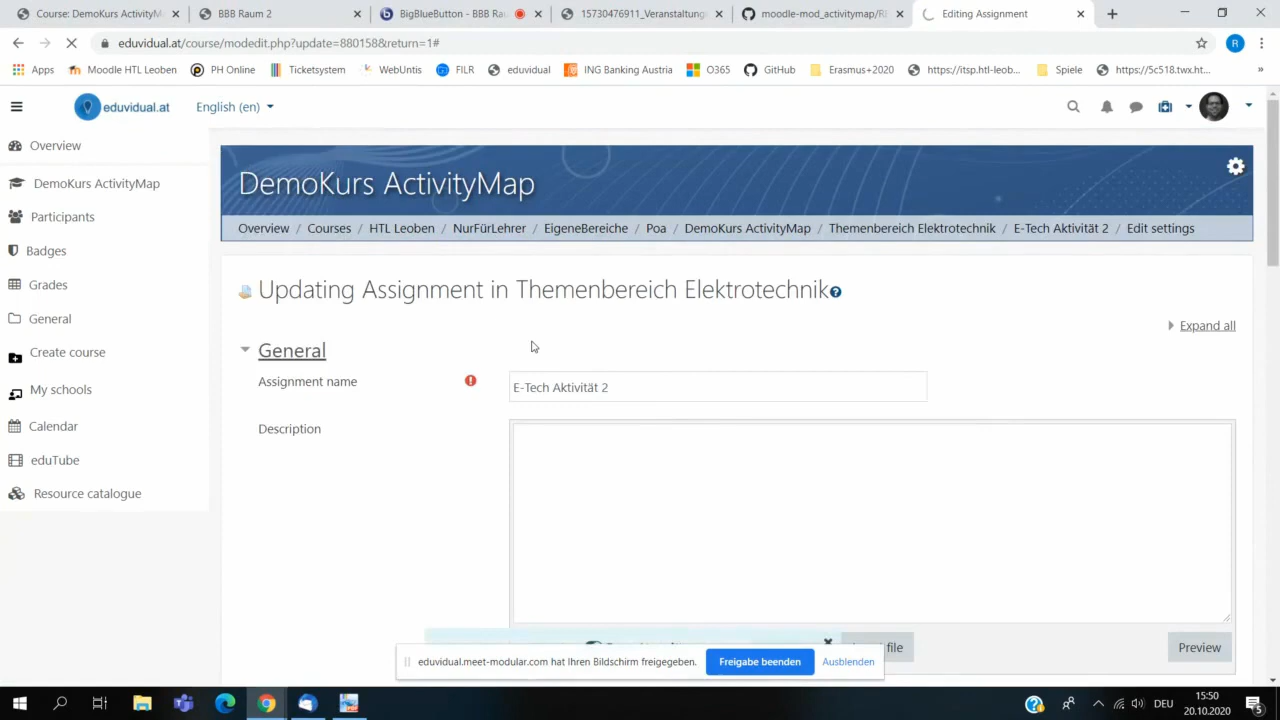 Course: DemoKurs ActivityM
BBB Raum 2
BigBlueButton - BBB Rau
15730476911_Veranstaltung
moodle-mod_activitymap/R
Editing Assignment
eduvidual.at/course/modedit.php?update=880158&return=1#
R
Apps
Moodle HTL Leoben
PH Online
Ticketsystem
WebUntis
FILR
eduvidual
ING Banking Austria
O365
GitHub
Erasmus+2020
https://itsp.htl-leob...
Spiele
https://5c518.twx.ht...
»
eduvidual.at
English (en)
Overview
DemoKurs ActivityMap
Participants
Badges
Grades
General
Create course
My schools
Calendar
eduTube
Resource catalogue
DemoKurs ActivityMap
Overview / Courses / HTL Leoben / NurFürLehrer / EigeneBereiche / Poa / DemoKurs ActivityMap / Themenbereich Elektrotechnik / E-Tech Aktivität 2 / Edit settings
Updating Assignment in Themenbereich Elektrotechnik
Expand all
General
Assignment name
E-Tech Aktivität 2
Description
file
Preview
eduvidual.meet-modular.com hat Ihren Bildschirm freigegeben.
Freigabe beenden
Ausblenden
DEU
15:50
20.10.2020
5